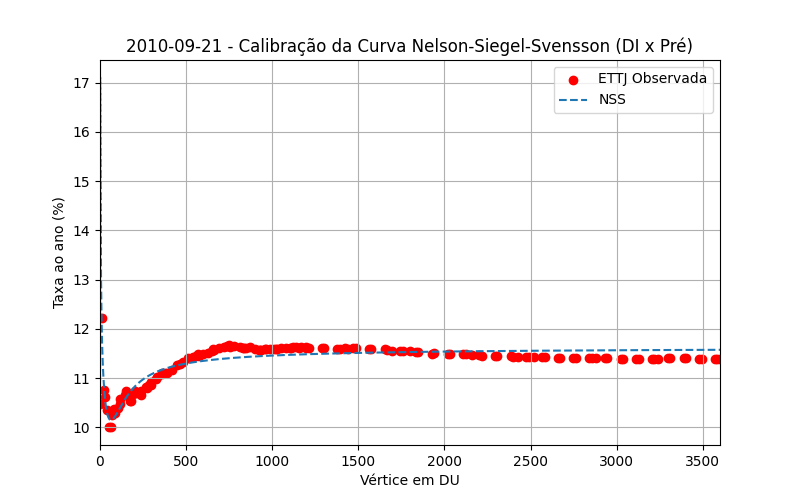 2010-09-21 - Calibração da Curva Nelson-Siegel-Svensson (DI x Pré)
ETTJ Observada
NSS
Taxa ao ano (%)
17
16
15
14
13
12
11
10
0 500 1000 1500 2000 2500 3000 3500
Vértice em DU